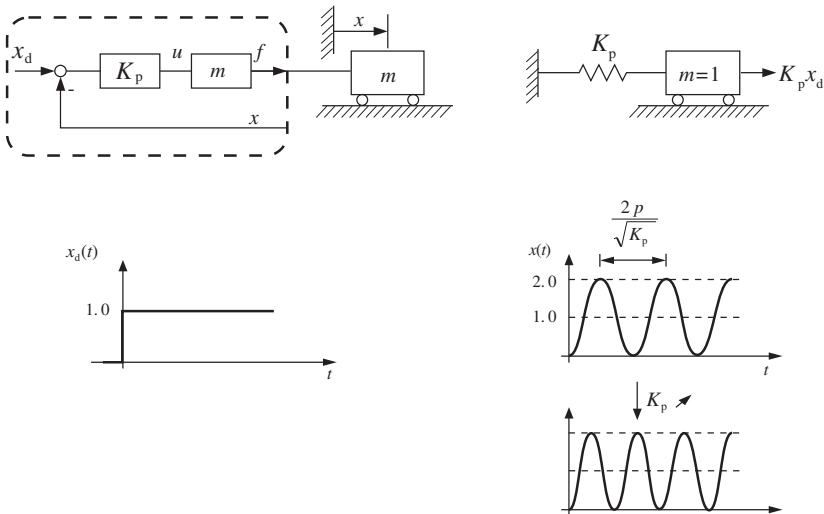 x_d
K_p
u
m
f
-
x
x
m
K_p
m=1
K_p x_d
x_d(t)
1.0
t
2 p
√K_p
x(t)
2.0
1.0
t
K_p